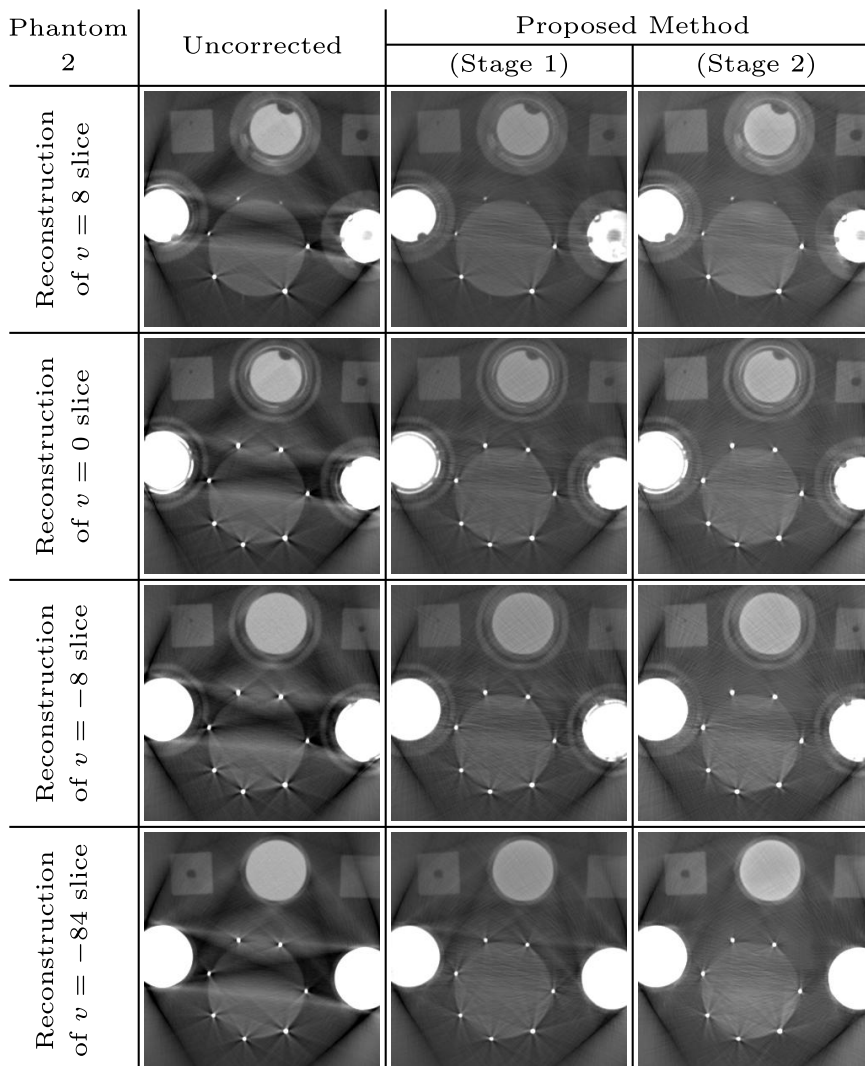 Phantom
2
Uncorrected
Proposed Method
(Stage 1)
(Stage 2)
Reconstruction
of v = 8 slice
Reconstruction
of v = 0 slice
Reconstruction
of v = −8 slice
Reconstruction
of v = −84 slice